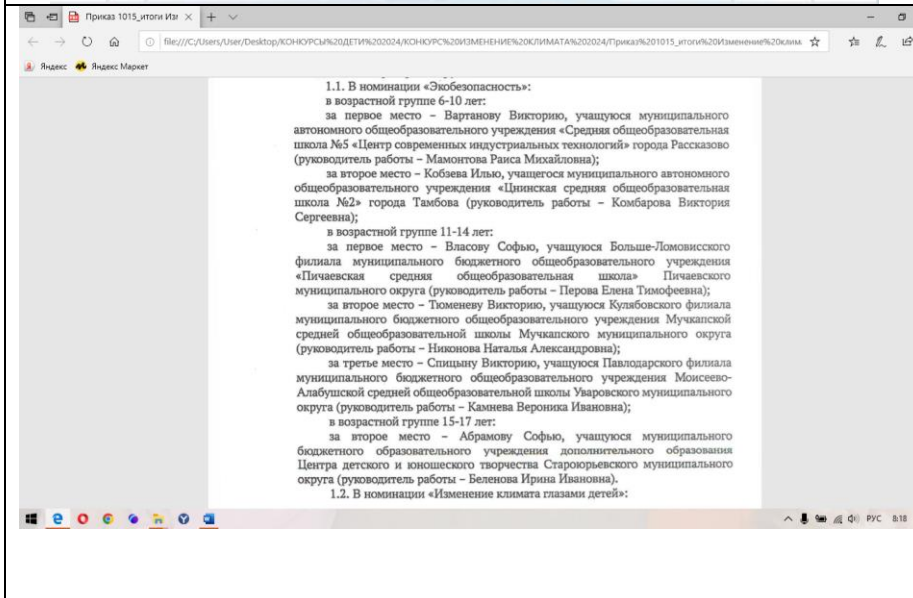 Приказ 1015_итоги Изм
file:///C:/Users/User/Desktop/КОНКУРСЫ%20ДЕТИ%202024/КОНКУРС%20ИЗМЕНЕНИЕ%20КЛИМАТА%202024/Приказ%201015_итоги%20Изменение%20клим
Яндекс Яндекс Маркет
1.1. В номинации «Экобезопасность»:
в возрастной группе 6-10 лет:
за первое место – Вартанову Викторию, учащуюся муниципального
автономного общеобразовательного учреждения «Средняя общеобразовательная
школа №5 «Центр современных индустриальных технологий» города Рассказово
(руководитель работы – Мамонтова Раиса Михайловна);
за второе место – Кобзева Илью, учащегося муниципального автономного
общеобразовательного учреждения «Цнинская средняя общеобразовательная
школа №2» города Тамбова (руководитель работы – Комбарова Виктория
Сергеевна);
в возрастной группе 11-14 лет:
за первое место – Власову Софью, учащуюся Больше-Ломовисского
филиала муниципального бюджетного общеобразовательного учреждения
«Пичаевская средняя общеобразовательная школа» Пичаевского
муниципального округа (руководитель работы – Перова Елена Тимофеевна);
за второе место – Тюменеву Викторию, учащуюся Кулябовского филиала
муниципального бюджетного общеобразовательного учреждения Мучкапской
средней общеобразовательной школы Мучкапского муниципального округа
(руководитель работы – Никонова Наталья Александровна);
за третье место – Спицыну Викторию, учащуюся Павлодарского филиала
муниципального бюджетного общеобразовательного учреждения Моисеево-
Алабушской средней общеобразовательной школы Уваровского муниципального
округа (руководитель работы – Камнева Вероника Ивановна);
в возрастной группе 15-17 лет:
за второе место – Абрамову Софью, учащуюся муниципального
бюджетного образовательного учреждения дополнительного образования
Центра детского и юношеского творчества Староюрьевского муниципального
округа (руководитель работы – Беленова Ирина Ивановна).
1.2. В номинации «Изменение климата глазами детей»:
РУС 8:18